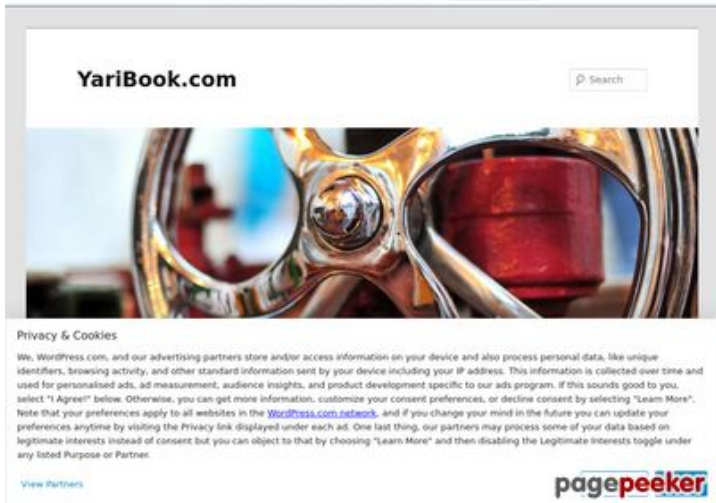 YariBook.com
Search
Privacy & Cookies
We, WordPress.com, and our advertising partners store and/or access information on your device and also process personal data, like unique
identifiers, browsing activity, and other standard information sent by your device including your IP address. This information is collected over time and
used for personalised ads, ad measurement, audience insights, and product development specific to our ads program. If this sounds good to you,
select "I Agree!" below. Otherwise, you can get more information, customize your consent preferences, or decline consent by selecting "Learn More".
Note that your preferences apply to all websites in the WordPress.com network, and if you change your mind in the future you can update your
preferences anytime by visiting the Privacy link displayed under each ad. One last thing, our partners may process some of your data based on
legitimate interests instead of consent but you can object to that by choosing "Learn More" and then disabling the Legitimate Interests toggle under
any listed Purpose or Partner.
View Partners
pagepeeker